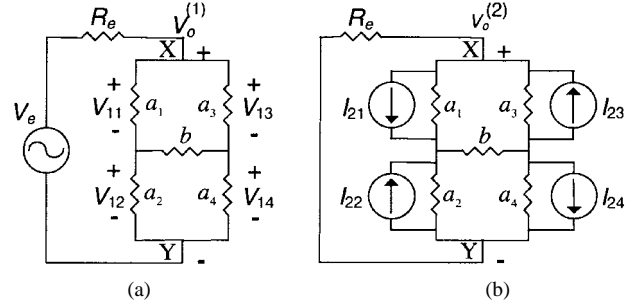 R_e
V_o^(1)
X
+
V_e
+
V_11
-
a_1
a_3
+
V_13
-
b
+
V_12
-
a_2
a_4
+
V_14
-
Y
-
(a)
R_e
V_o^(2)
X
+
I_21
a_1
a_3
I_23
b
I_22
a_2
a_4
I_24
Y
-
(b)